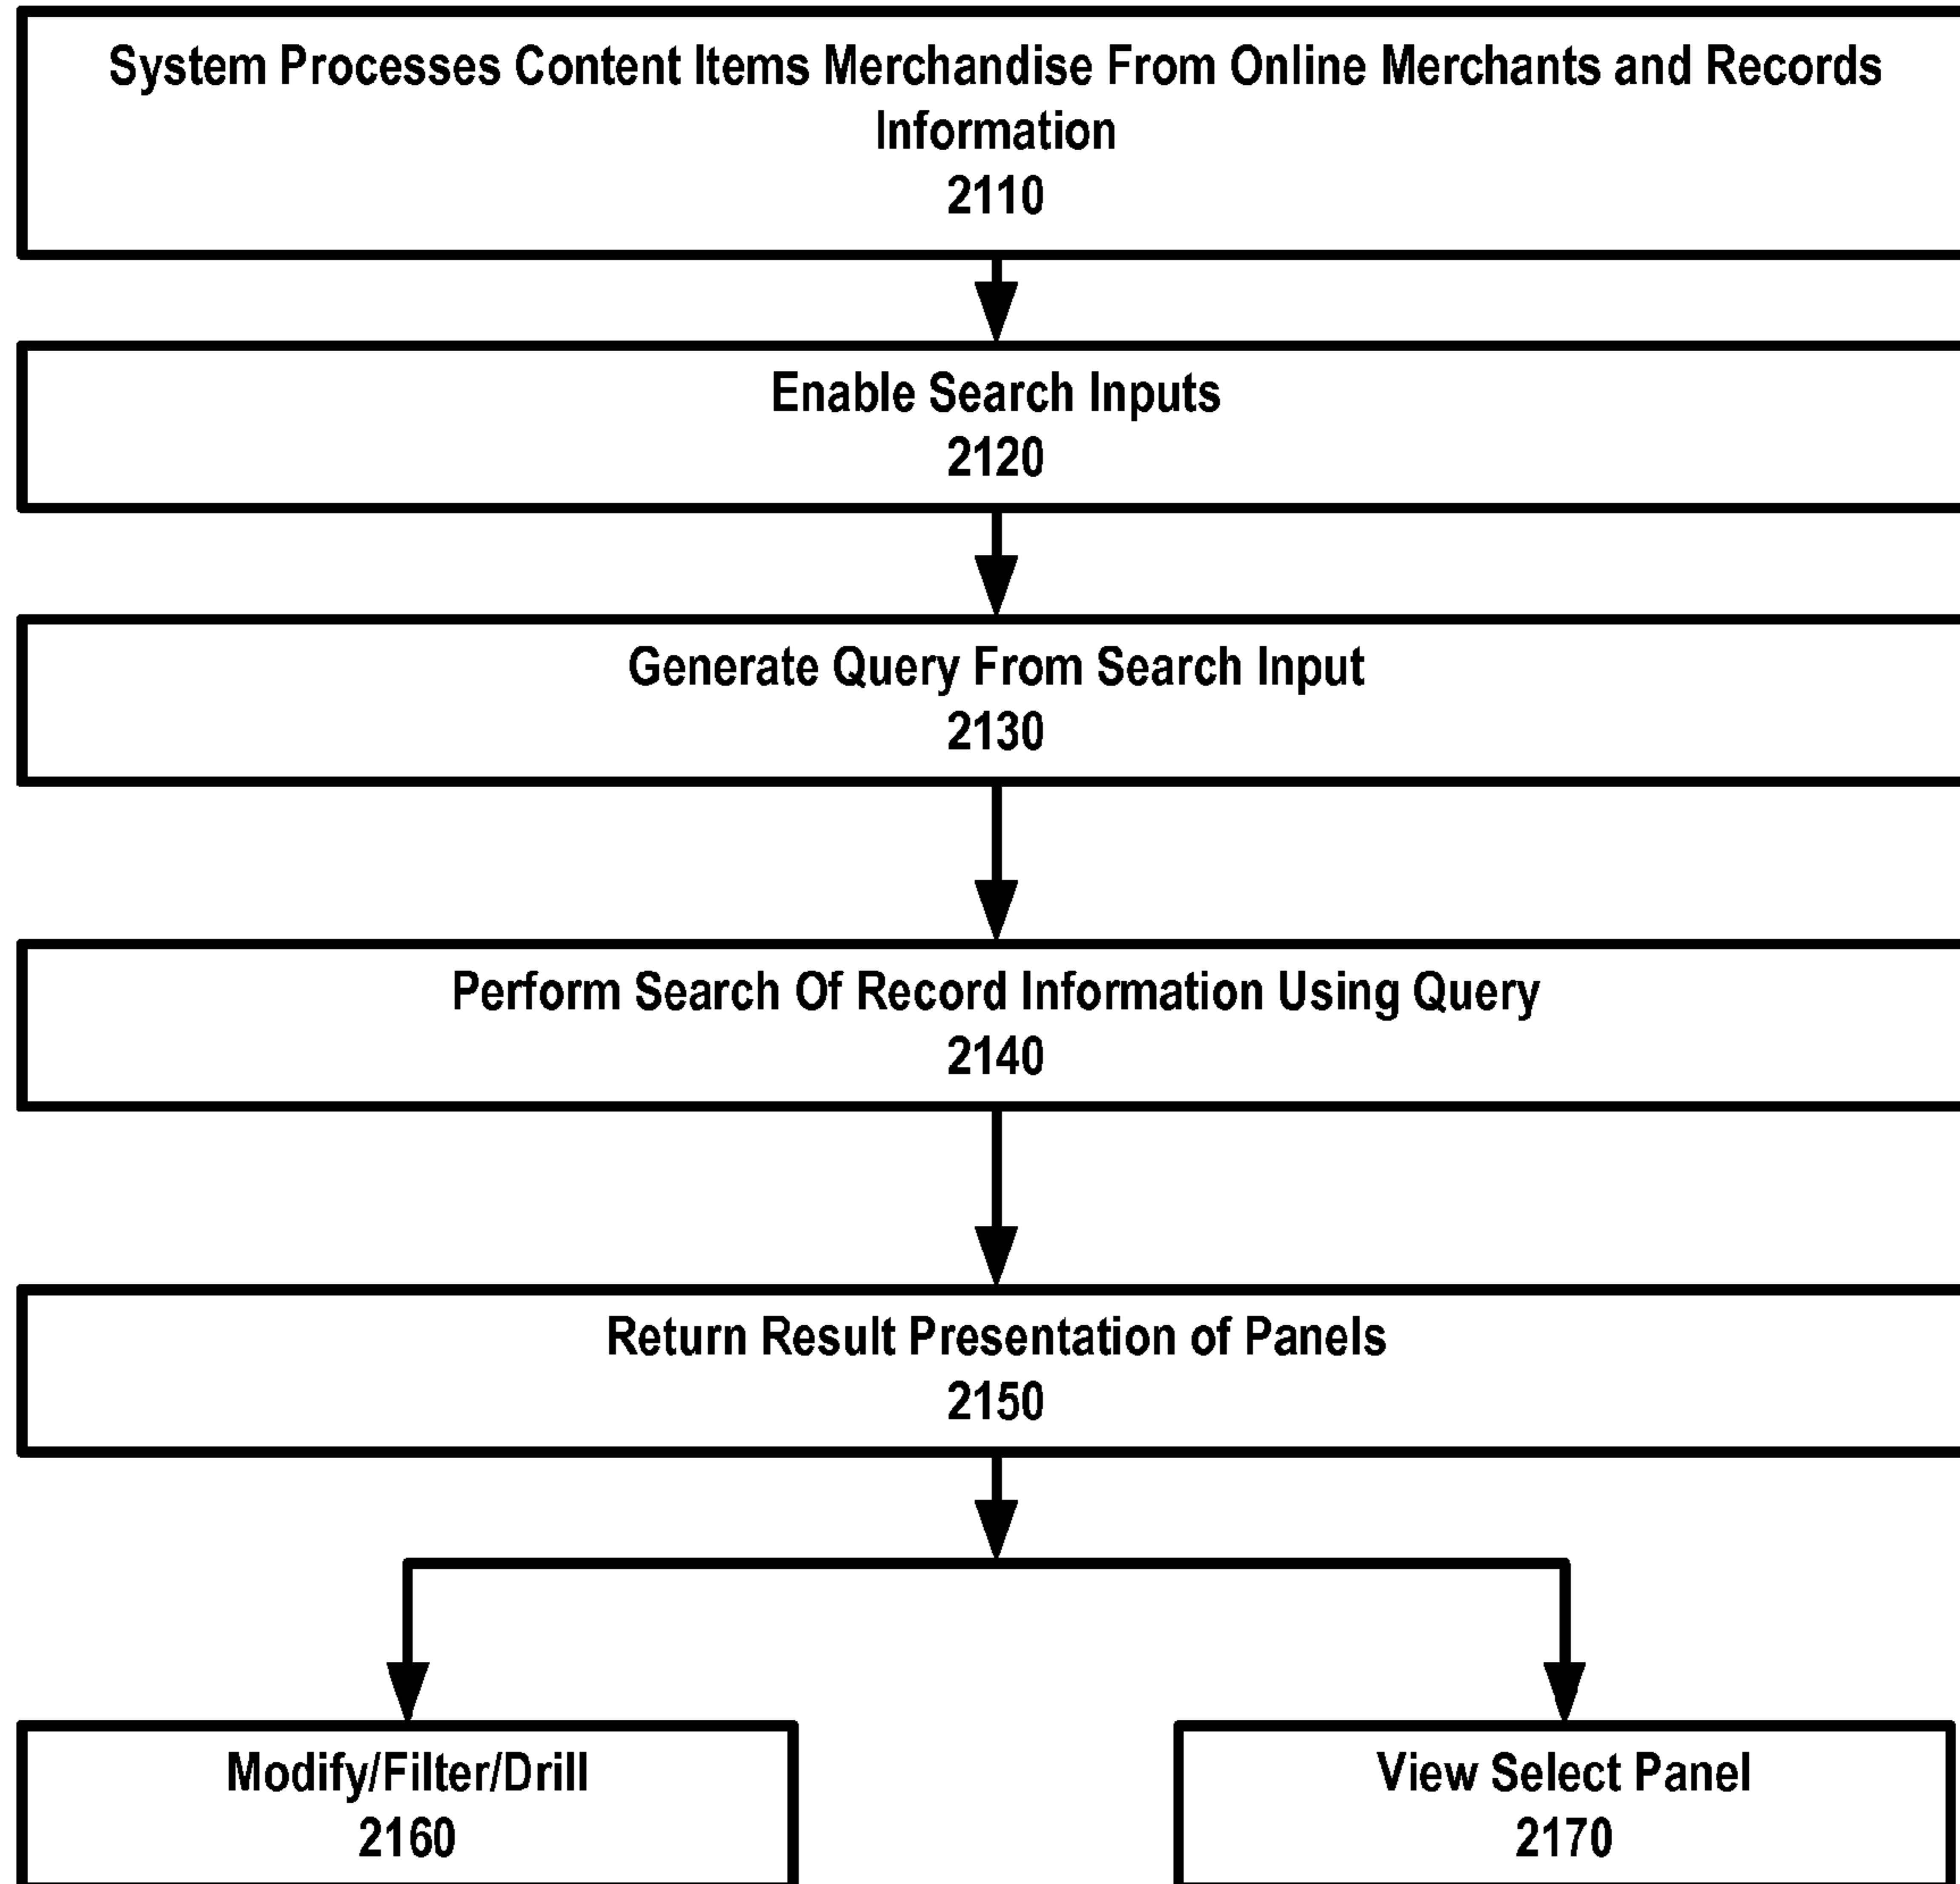 System Processes Content Items Merchandise From Online Merchants and Records
Information
2110
Enable Search Inputs
2120
Generate Query From Search Input
2130
Perform Search Of Record Information Using Query
2140
Return Result Presentation of Panels
2150
Modify/Filter/Drill
2160
View Select Panel
2170